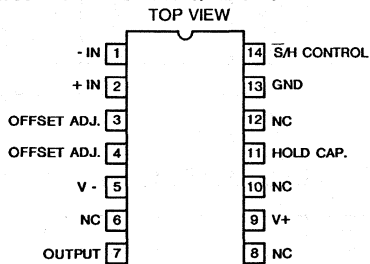 TOP VIEW
- IN 1
+ IN 2
OFFSET ADJ. 3
OFFSET ADJ. 4
V - 5
NC 6
OUTPUT 7
14 S̅/H CONTROL
13 GND
12 NC
11 HOLD CAP.
10 NC
9 V+
8 NC